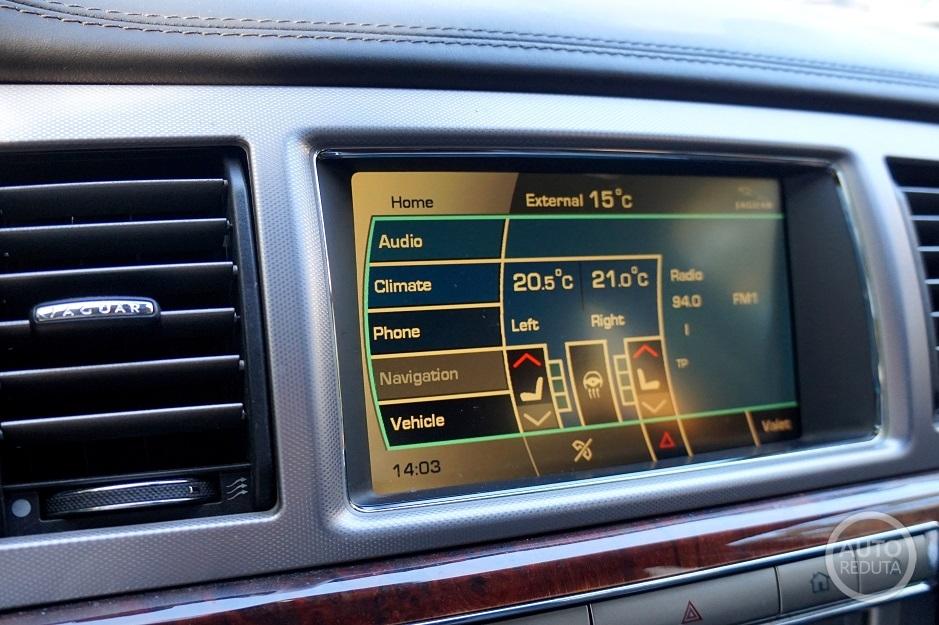 Home
External 15°C
JAGUAR
Audio
Climate
Phone
Navigation
Vehicle
20.5°C
21.0°C
Left
Right
Radio
94.0
FM1
TP
Valet
14:03
JAGUAR
AUTO
REDUTA